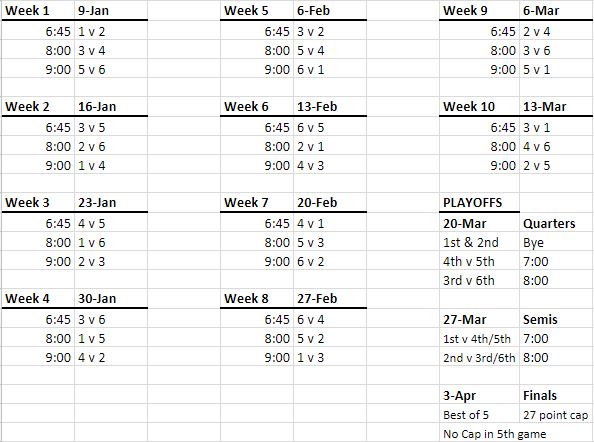 Week 1 9-Jan
6:45 1 v 2
8:00 3 v 4
9:00 5 v 6
Week 2 16-Jan
6:45 3 v 5
8:00 2 v 6
9:00 1 v 4
Week 3 23-Jan
6:45 4 v 5
8:00 1 v 6
9:00 2 v 3
Week 4 30-Jan
6:45 3 v 6
8:00 1 v 5
9:00 4 v 2
Week 5 6-Feb
6:45 3 v 2
8:00 5 v 4
9:00 6 v 1
Week 6 13-Feb
6:45 6 v 5
8:00 2 v 1
9:00 4 v 3
Week 7 20-Feb
6:45 4 v 1
8:00 5 v 3
9:00 6 v 2
Week 8 27-Feb
6:45 6 v 4
8:00 5 v 2
9:00 1 v 3
Week 9 6-Mar
6:45 2 v 4
8:00 3 v 6
9:00 5 v 1
Week 10 13-Mar
6:45 3 v 1
8:00 4 v 6
9:00 2 v 5
PLAYOFFS
20-Mar Quarters
1st & 2nd Bye
4th v 5th 7:00
3rd v 6th 8:00
27-Mar Semis
1st v 4th/5th 7:00
2nd v 3rd/6th 8:00
3-Apr Finals
Best of 5 27 point cap
No Cap in 5th game